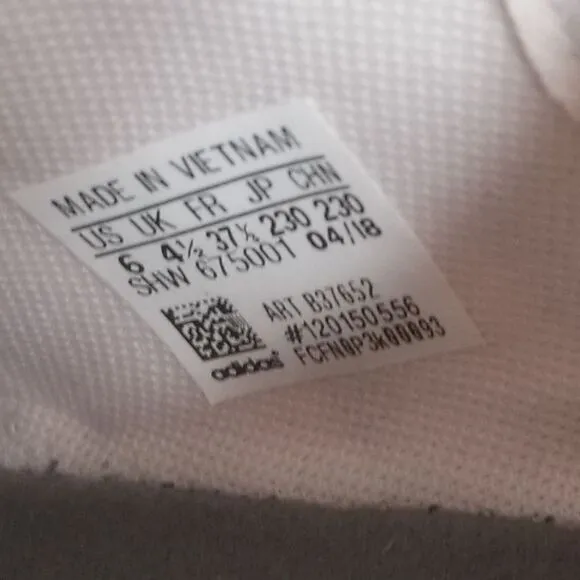 MADE IN VIETNAM
US UK FR JP CHN
6 4½ 37⅓ 230 230
SHW 675001 04/18
ART B37652
#120150556
FCFN0P3k00093
adidas